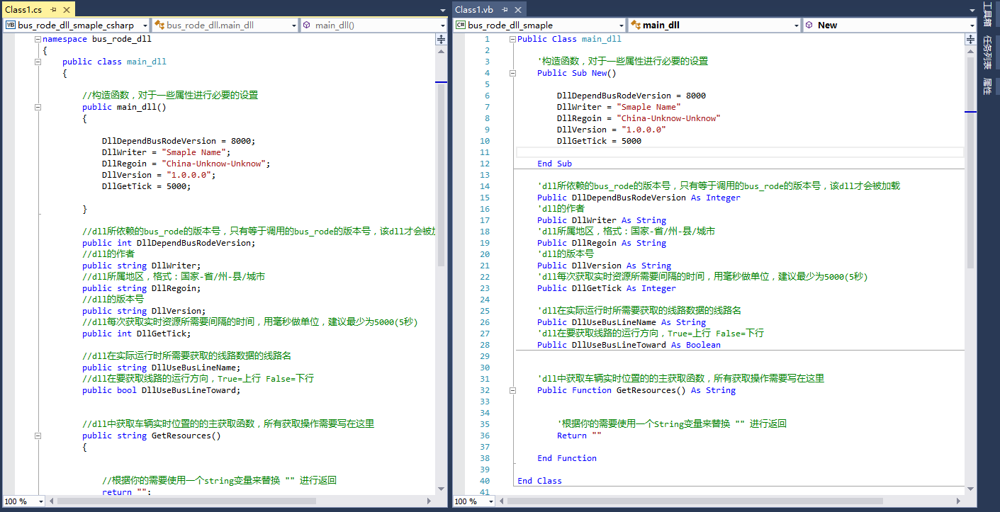 Class1.cs
bus_rode_dll_smaple_csharp
bus_rode_dll.main_dll
main_dll()
namespace bus_rode_dll
{
public class main_dll
{
//构造函数，对于一些属性进行必要的设置
public main_dll()
{
DllDependBusRodeVersion = 8000;
DllWriter = "Smaple Name";
DllRegoin = "China-Unknow-Unknow";
DllVersion = "1.0.0.0";
DllGetTick = 5000;
}
//dll所依赖的bus_rode的版本号，只有等于调用的bus_rode的版本号，该dll才会被加
public int DllDependBusRodeVersion;
//dll的作者
public string DllWriter;
//dll所属地区，格式：国家-省/州-县/城市
public string DllRegoin;
//dll的版本号
public string DllVersion;
//dll每次获取实时资源所需要间隔的时间，用毫秒做单位，建议最少为5000(5秒)
public int DllGetTick;
//dll在实际运行时所需要获取的线路数据的线路名
public string DllUseBusLineName;
//dll在要获取线路的运行方向，True=上行 False=下行
public bool DllUseBusLineToward;
//dll中获取车辆实时位置的的主获取函数，所有获取操作需要写在这里
public string GetResources()
{
//根据你的需要使用一个string变量来替换 "" 进行返回
return "";
100 %
Class1.vb
bus_rode_dll_smaple
main_dll
New
1 Public Class main_dll
2
3 '构造函数，对于一些属性进行必要的设置
4 Public Sub New()
5
6 DllDependBusRodeVersion = 8000
7 DllWriter = "Smaple Name"
8 DllRegoin = "China-Unknow-Unknow"
9 DllVersion = "1.0.0.0"
10 DllGetTick = 5000
11
12 End Sub
13
14 'dll所依赖的bus_rode的版本号，只有等于调用的bus_rode的版本号，该dll才会被加载
15 Public DllDependBusRodeVersion As Integer
16 'dll的作者
17 Public DllWriter As String
18 'dll所属地区，格式：国家-省/州-县/城市
19 Public DllRegoin As String
20 'dll的版本号
21 Public DllVersion As String
22 'dll每次获取实时资源所需要间隔的时间，用毫秒做单位，建议最少为5000(5秒)
23 Public DllGetTick As Integer
24
25 'dll在实际运行时所需要获取的线路数据的线路名
26 Public DllUseBusLineName As String
27 'dll在要获取线路的运行方向，True=上行 False=下行
28 Public DllUseBusLineToward As Boolean
29
30
31 'dll中获取车辆实时位置的的主获取函数，所有获取操作需要写在这里
32 Public Function GetResources() As String
33
34
35 '根据你的需要使用一个String变量来替换 "" 进行返回
36 Return ""
37
38 End Function
39
40 End Class
41
100 %
工具箱
任务列表
属性